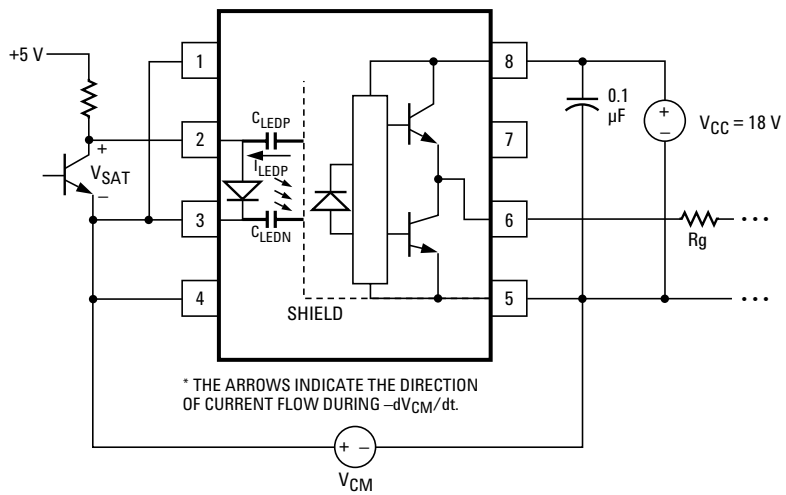 +5 V
1
2
3
4
+
V_SAT
–
C_LEDP
I_LEDP
C_LEDN
SHIELD
8
7
6
5
0.1
µF
+
–
V_CC = 18 V
Rg
• • •
• • •
* THE ARROWS INDICATE THE DIRECTION
OF CURRENT FLOW DURING –dV_CM/dt.
+ –
V_CM